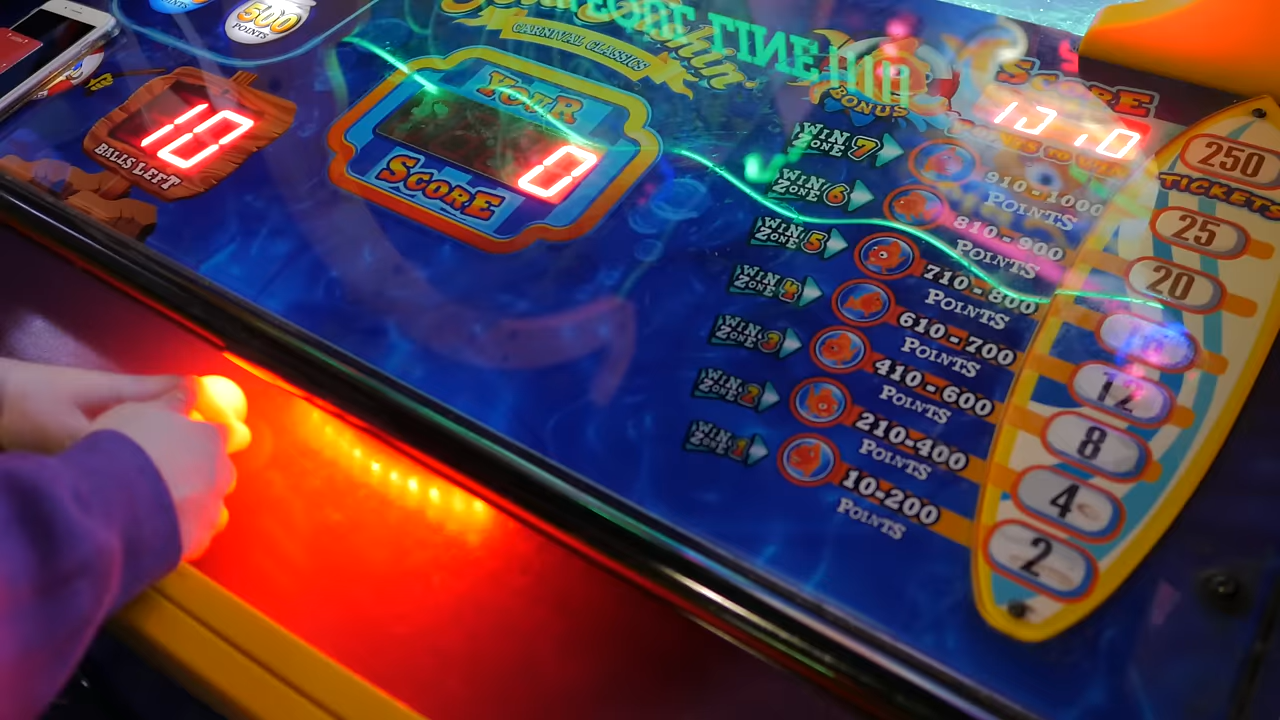 500
POINTS
CARNIVAL CLASSICS
10
BALLS LEFT
YOUR
0
SCORE
BONUS
SCORE
WIN ZONE 7
910-1000 POINTS
WIN ZONE 6
810-900 POINTS
WIN ZONE 5
710-800 POINTS
WIN ZONE 4
610-700 POINTS
WIN ZONE 3
410-600 POINTS
WIN ZONE 2
210-400 POINTS
WIN ZONE 1
10-200 POINTS
250
TICKETS
25
20
12
8
4
2